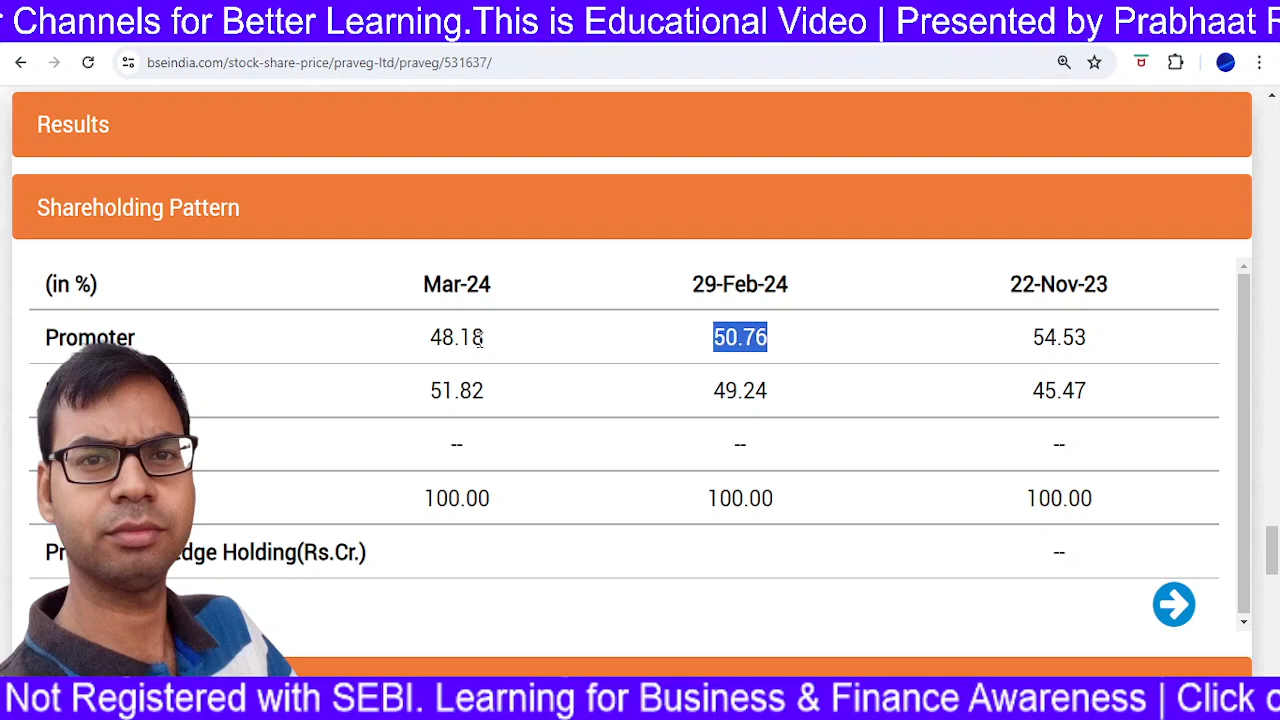 Channels for Better Learning.This is Educational Video | Presented by Prabhaat
bseindia.com/stock-share-price/praveg-ltd/praveg/531637/
Results
Shareholding Pattern
(in %) Mar-24 29-Feb-24 22-Nov-23
Promoter 48.18 50.76 54.53
51.82 49.24 45.47
-- -- --
100.00 100.00 100.00
Holding(Rs.Cr.) --
Not Registered with SEBI. Learning for Business & Finance Awareness | Click